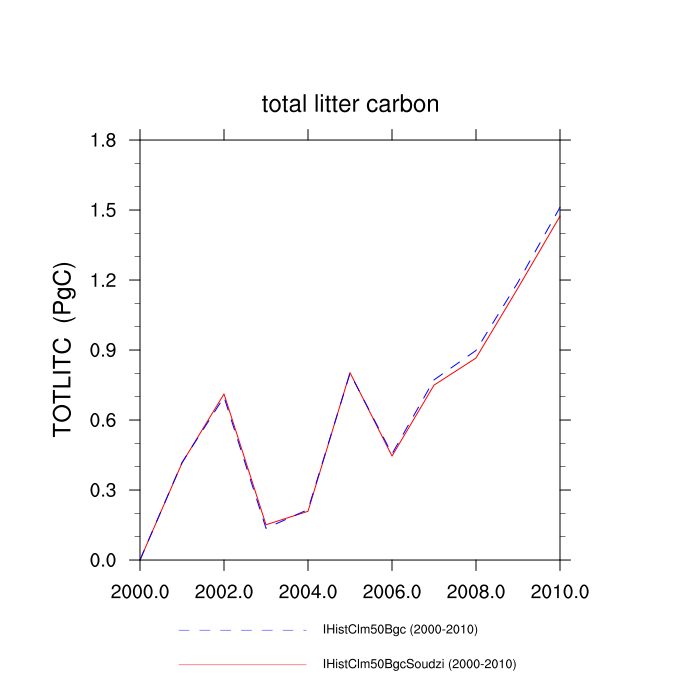 total litter carbon
TOTLITC (PgC)
1.8
1.5
1.2
0.9
0.6
0.3
0.0
2000.0 2002.0 2004.0 2006.0 2008.0 2010.0
IHistClm50Bgc (2000-2010)
IHistClm50BgcSoudzi (2000-2010)